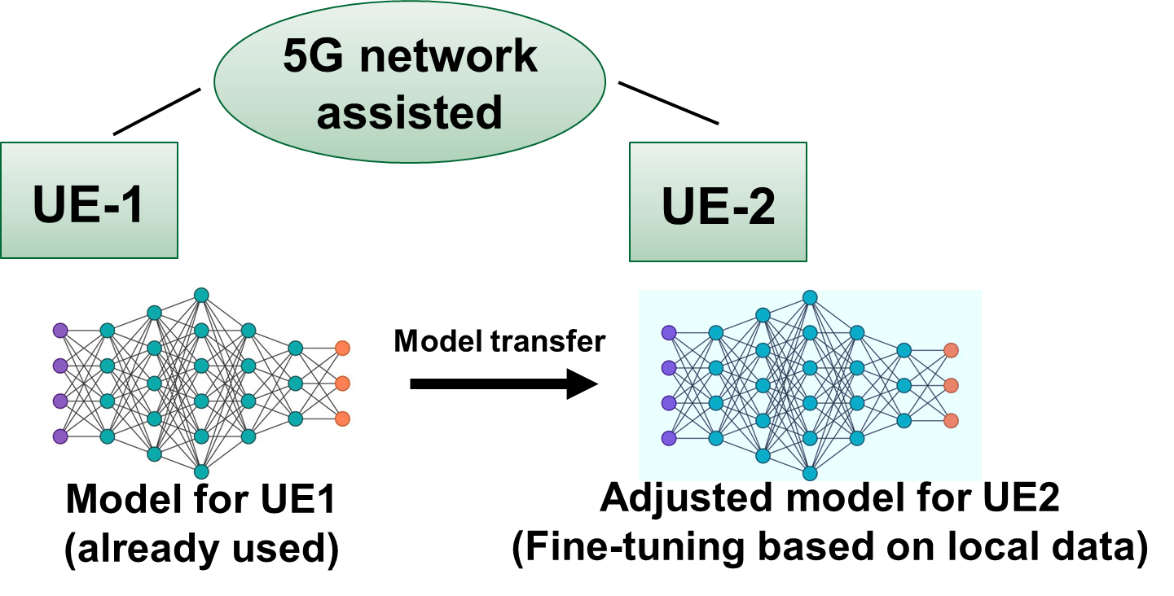 5G network
assisted
UE-1
UE-2
Model transfer
Model for UE1
(already used)
Adjusted model for UE2
(Fine-tuning based on local data)